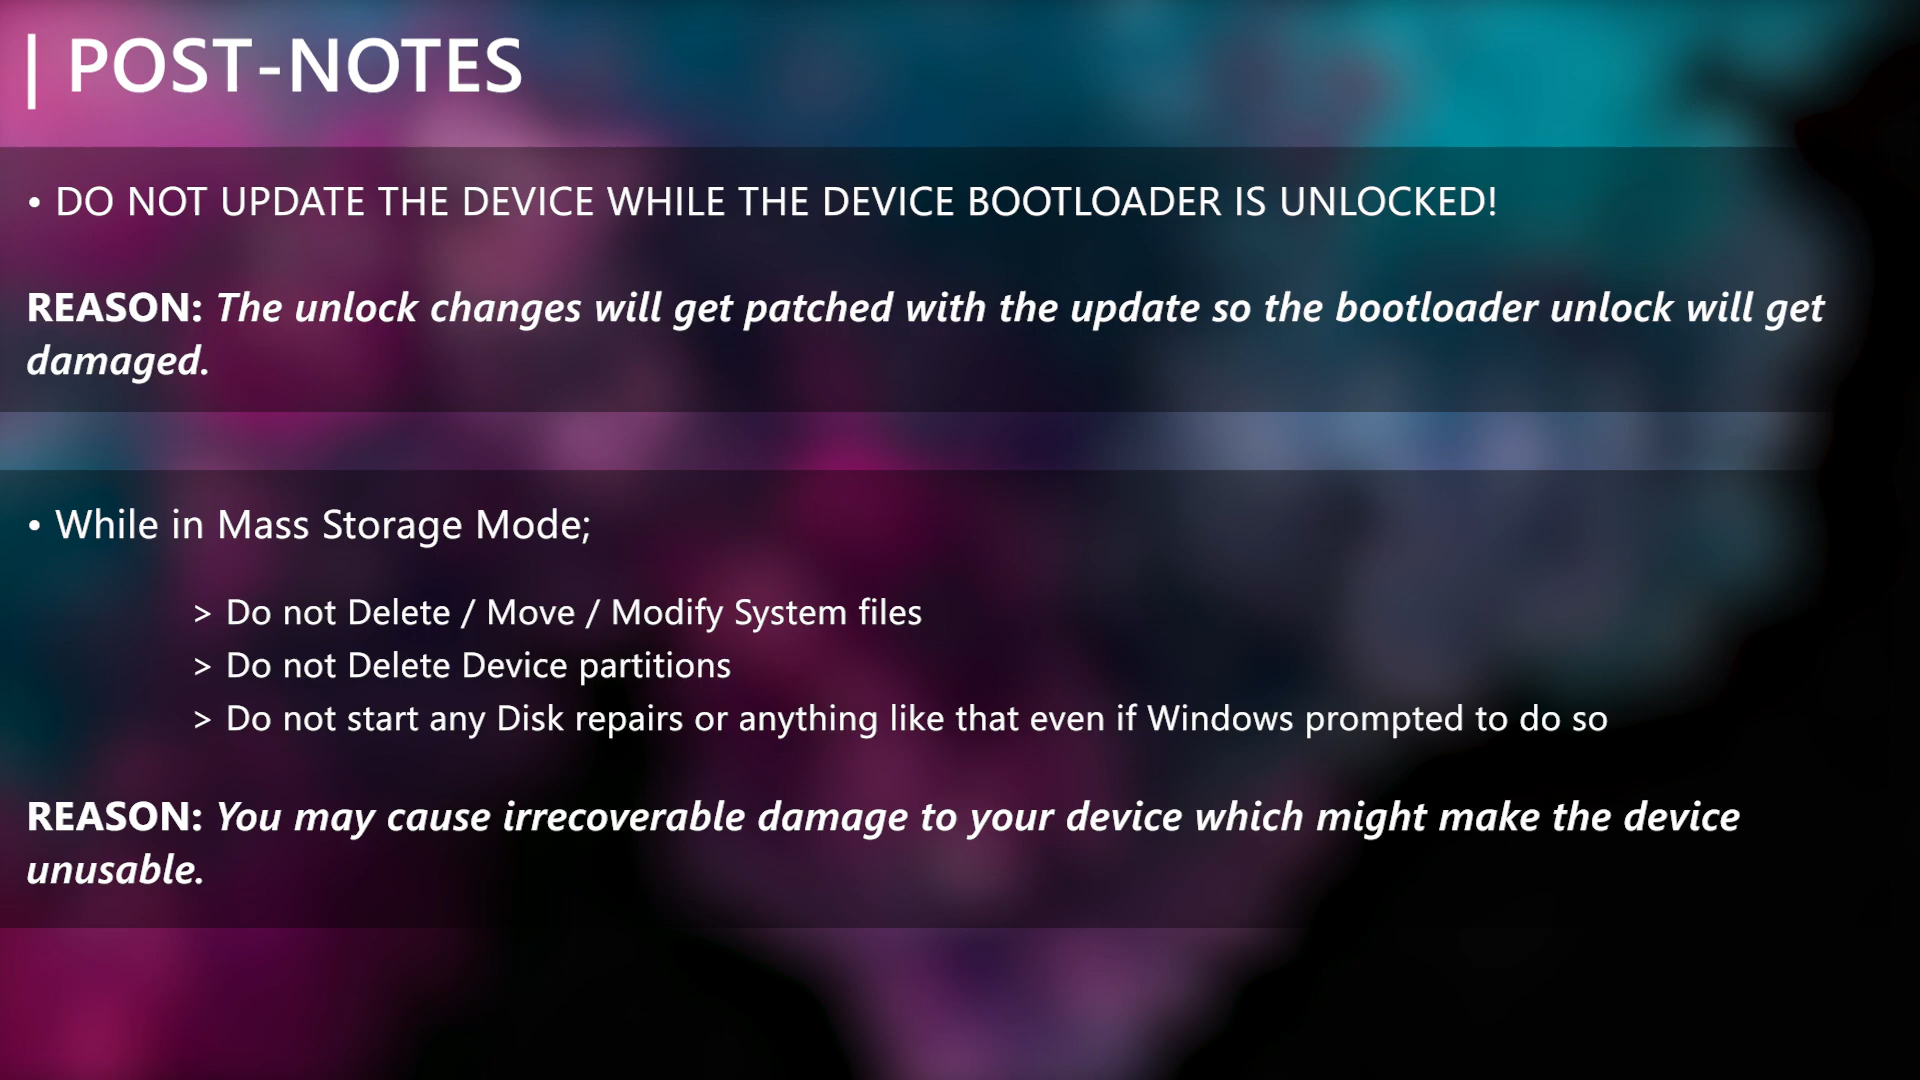 | POST-NOTES
• DO NOT UPDATE THE DEVICE WHILE THE DEVICE BOOTLOADER IS UNLOCKED!
REASON: The unlock changes will get patched with the update so the bootloader unlock will get
damaged.
• While in Mass Storage Mode;
> Do not Delete / Move / Modify System files
> Do not Delete Device partitions
> Do not start any Disk repairs or anything like that even if Windows prompted to do so
REASON: You may cause irrecoverable damage to your device which might make the device
unusable.